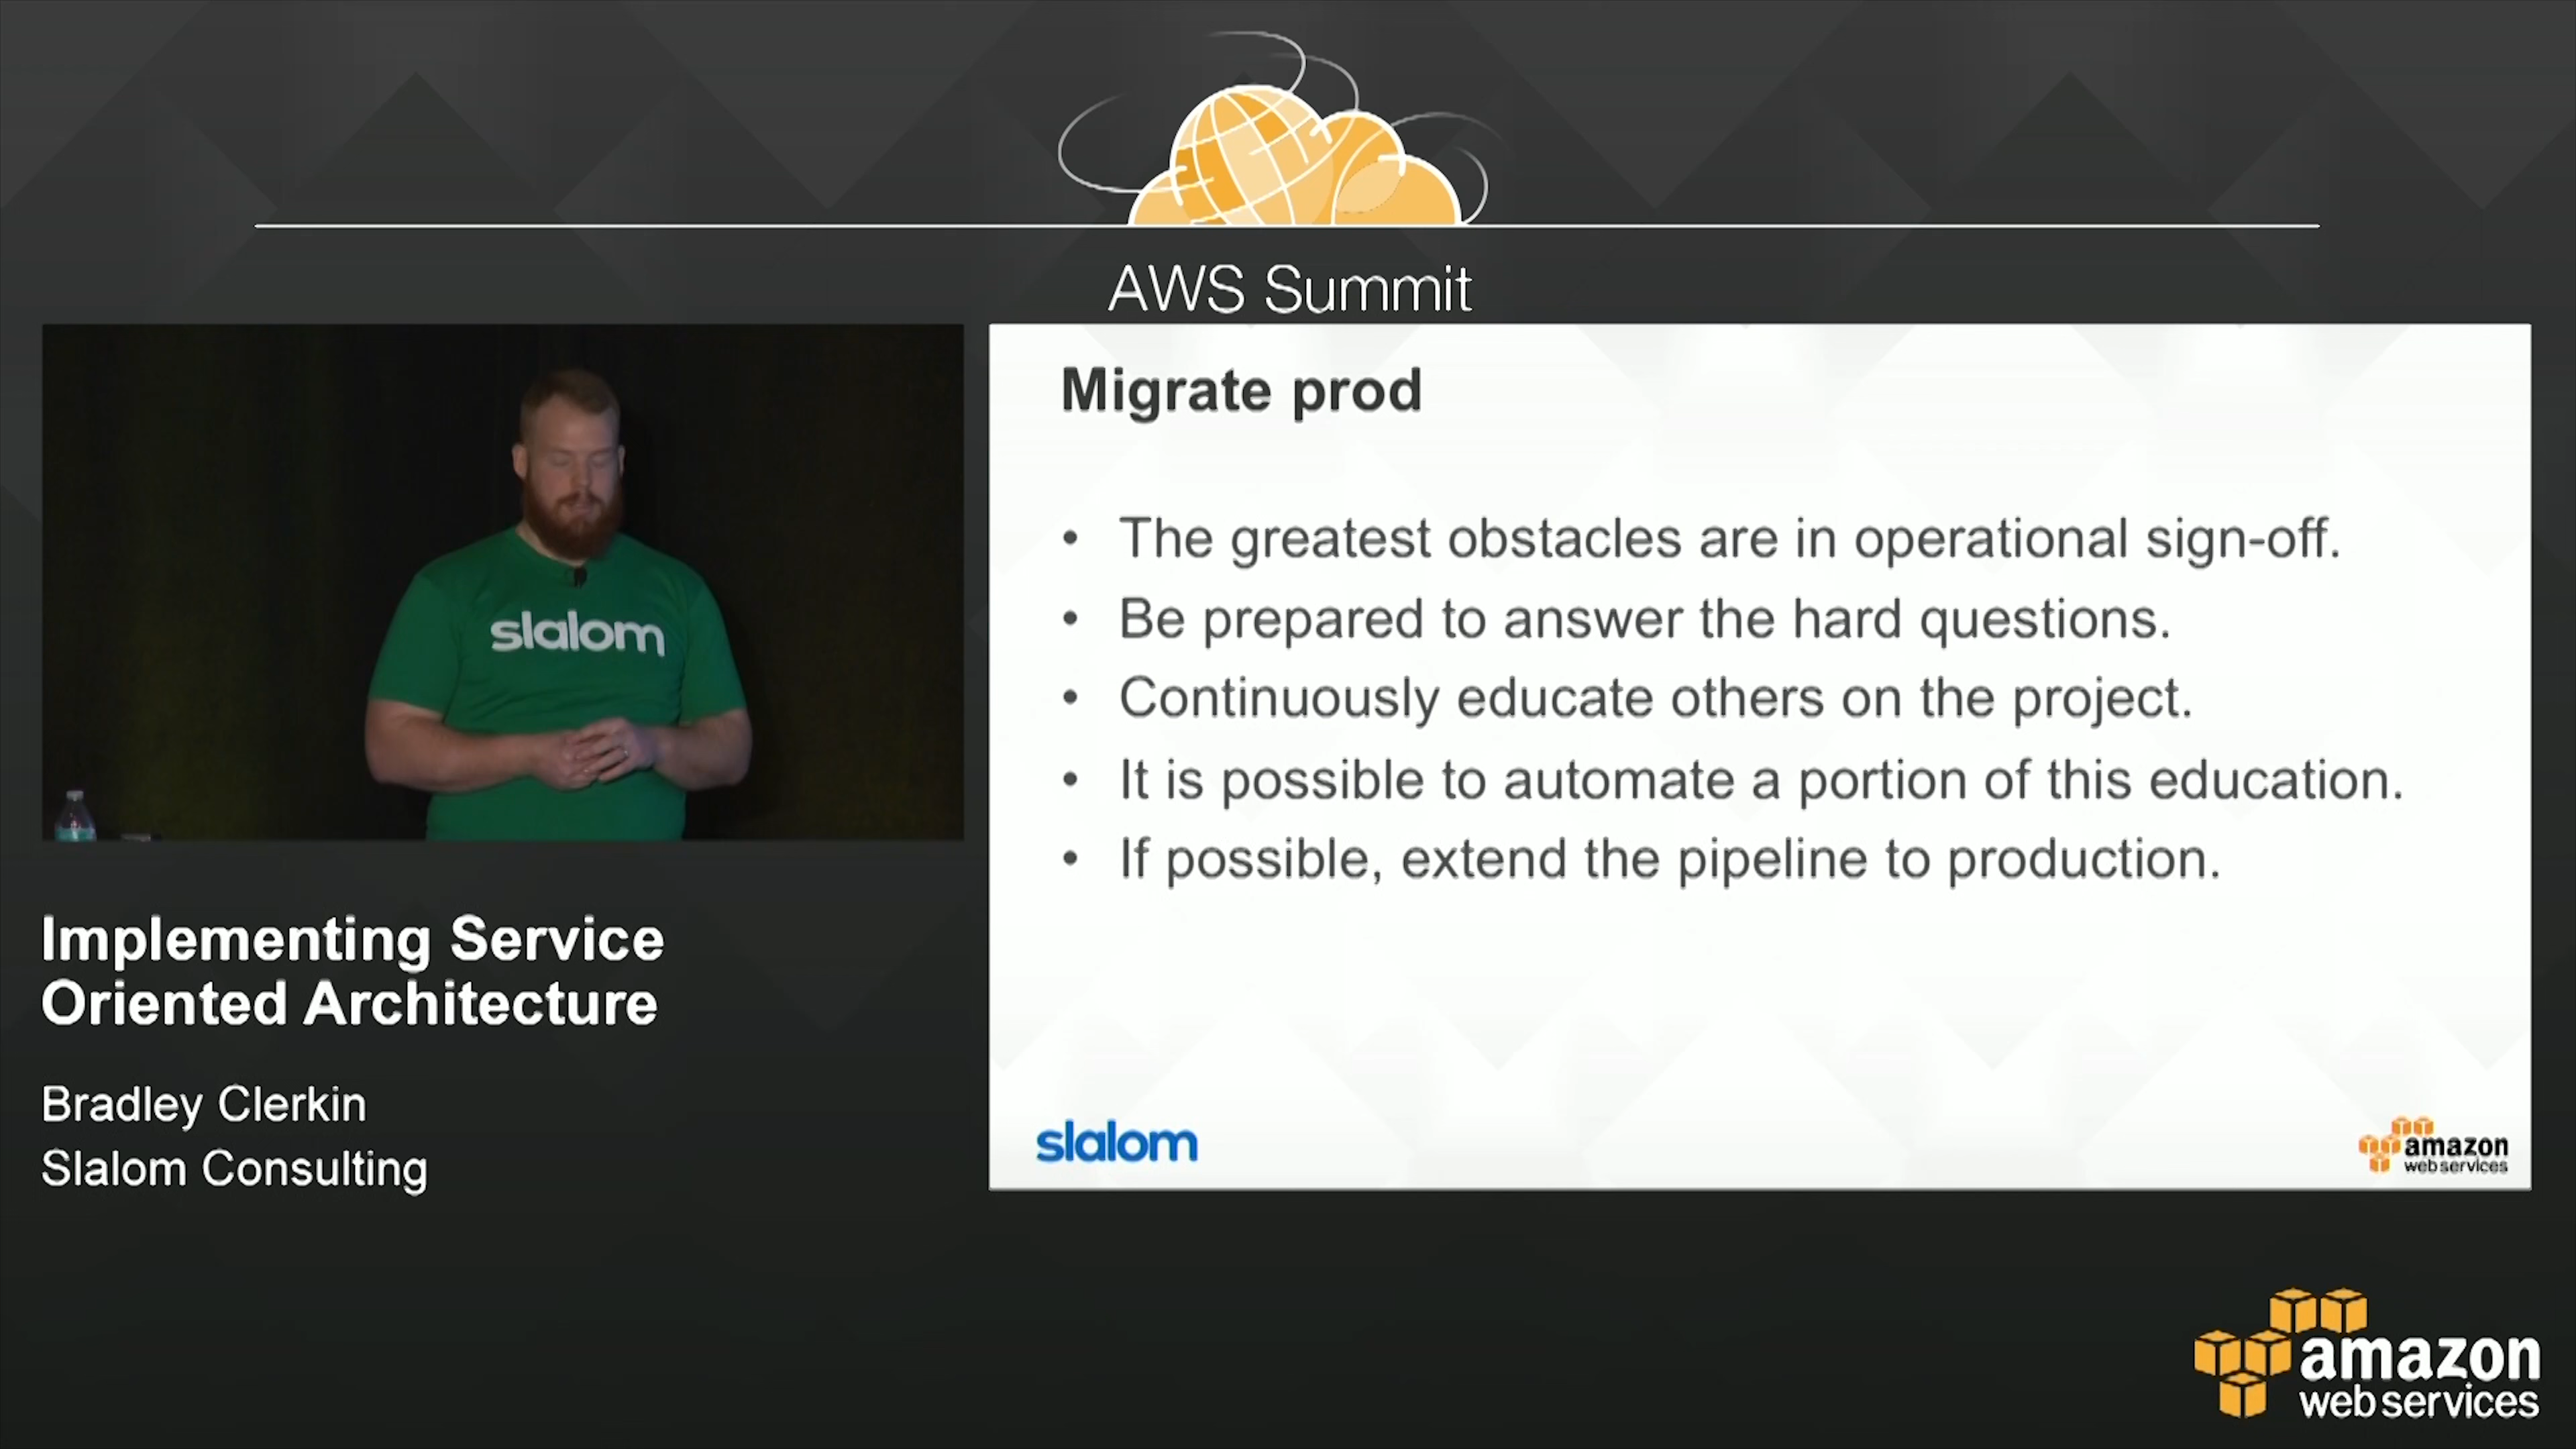 AWS Summit
slalom
Migrate prod
• The greatest obstacles are in operational sign-off.
• Be prepared to answer the hard questions.
• Continuously educate others on the project.
• It is possible to automate a portion of this education.
• If possible, extend the pipeline to production.
slalom
amazon
web services
Implementing Service
Oriented Architecture
Bradley Clerkin
Slalom Consulting
amazon
web services